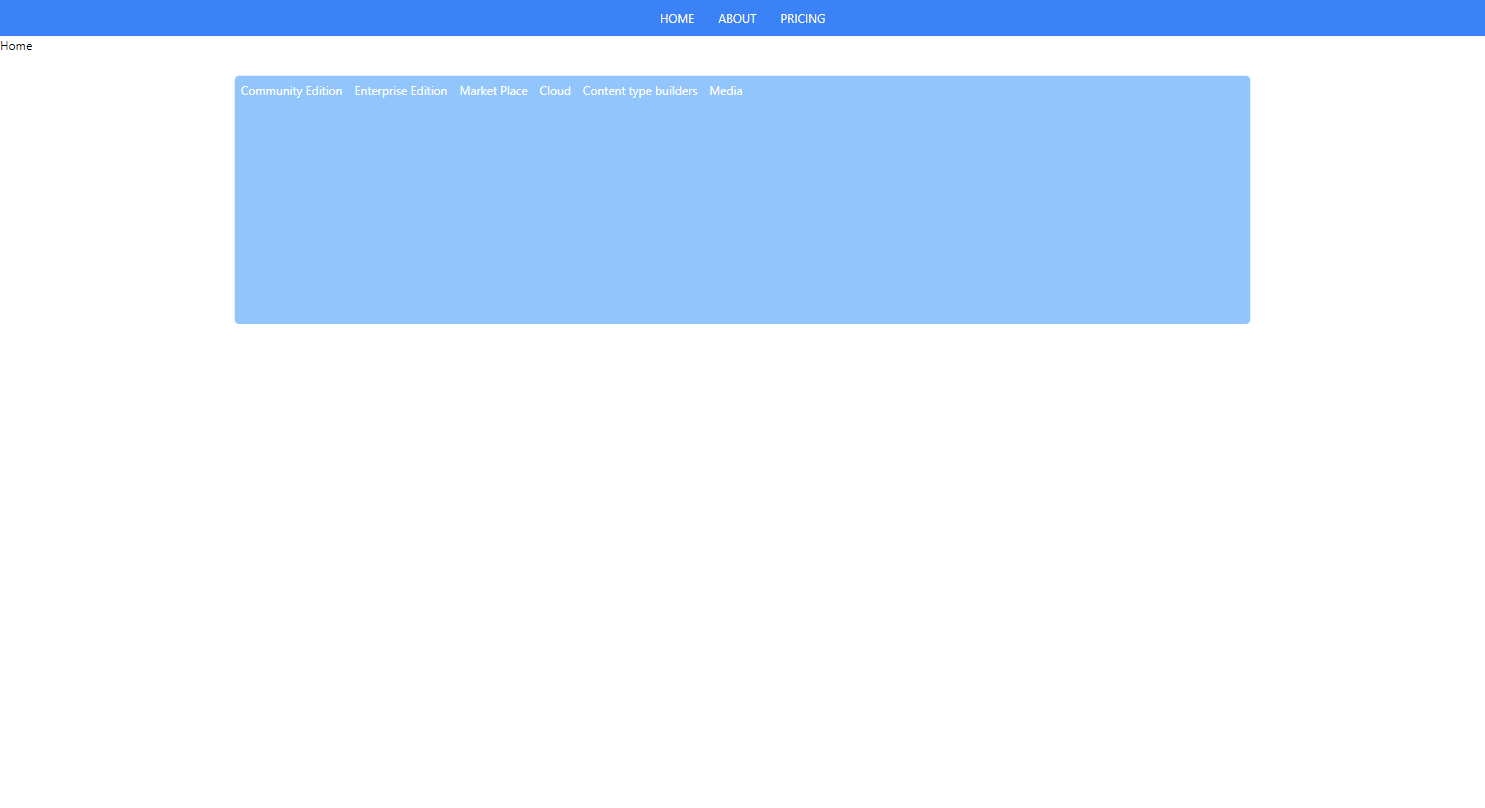 HOME ABOUT PRICING
Home
Community Edition Enterprise Edition Market Place Cloud Content type builders Media